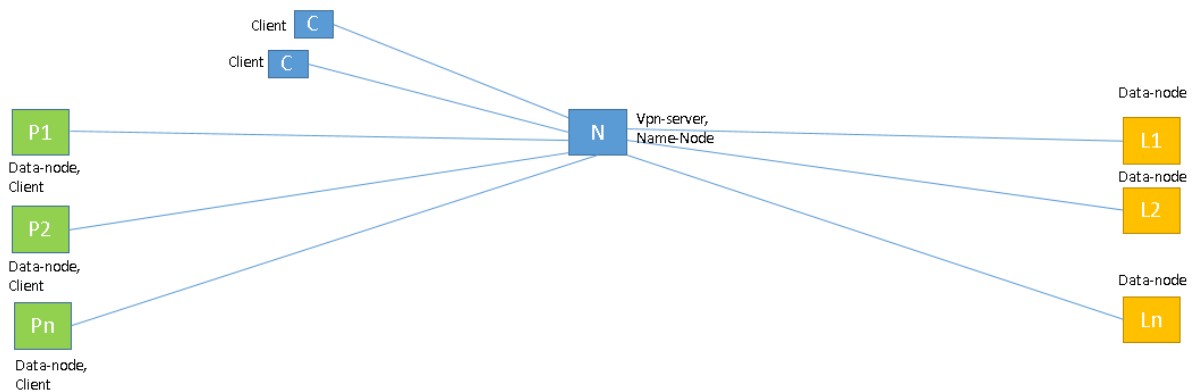 Client C
Client C
P1
Data-node,
Client
P2
Data-node,
Client
Pn
Data-node,
Client
N
Vpn-server,
Name-Node
Data-node
L1
Data-node
L2
Data-node
Ln